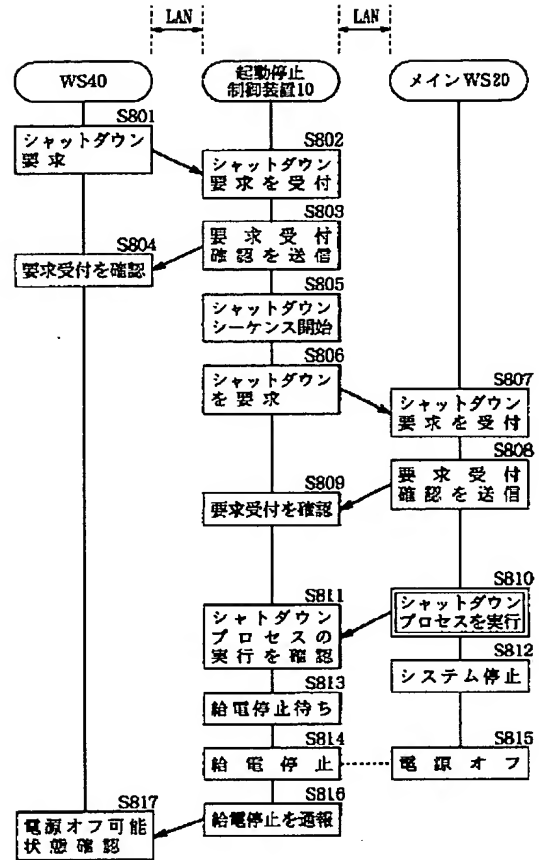 LAN
LAN
WS40
起動停止
制御装置10
メインWS20
S801
シャットダウン
要求
S802
シャットダウン
要求を受付
S803
要求受付
確認を送信
S804
要求受付を確認
S805
シャットダウン
シーケンス開始
S806
シャットダウン
を要求
S807
シャットダウン
要求を受付
S808
要求受付
確認を送信
S809
要求受付を確認
S810
シャットダウン
プロセスを実行
S811
シャトダウン
プロセスの
実行を確認
S812
システム停止
S813
給電停止待ち
S814
給電停止
S815
電源オフ
S816
給電停止を通報
S817
電源オフ可能
状態確認